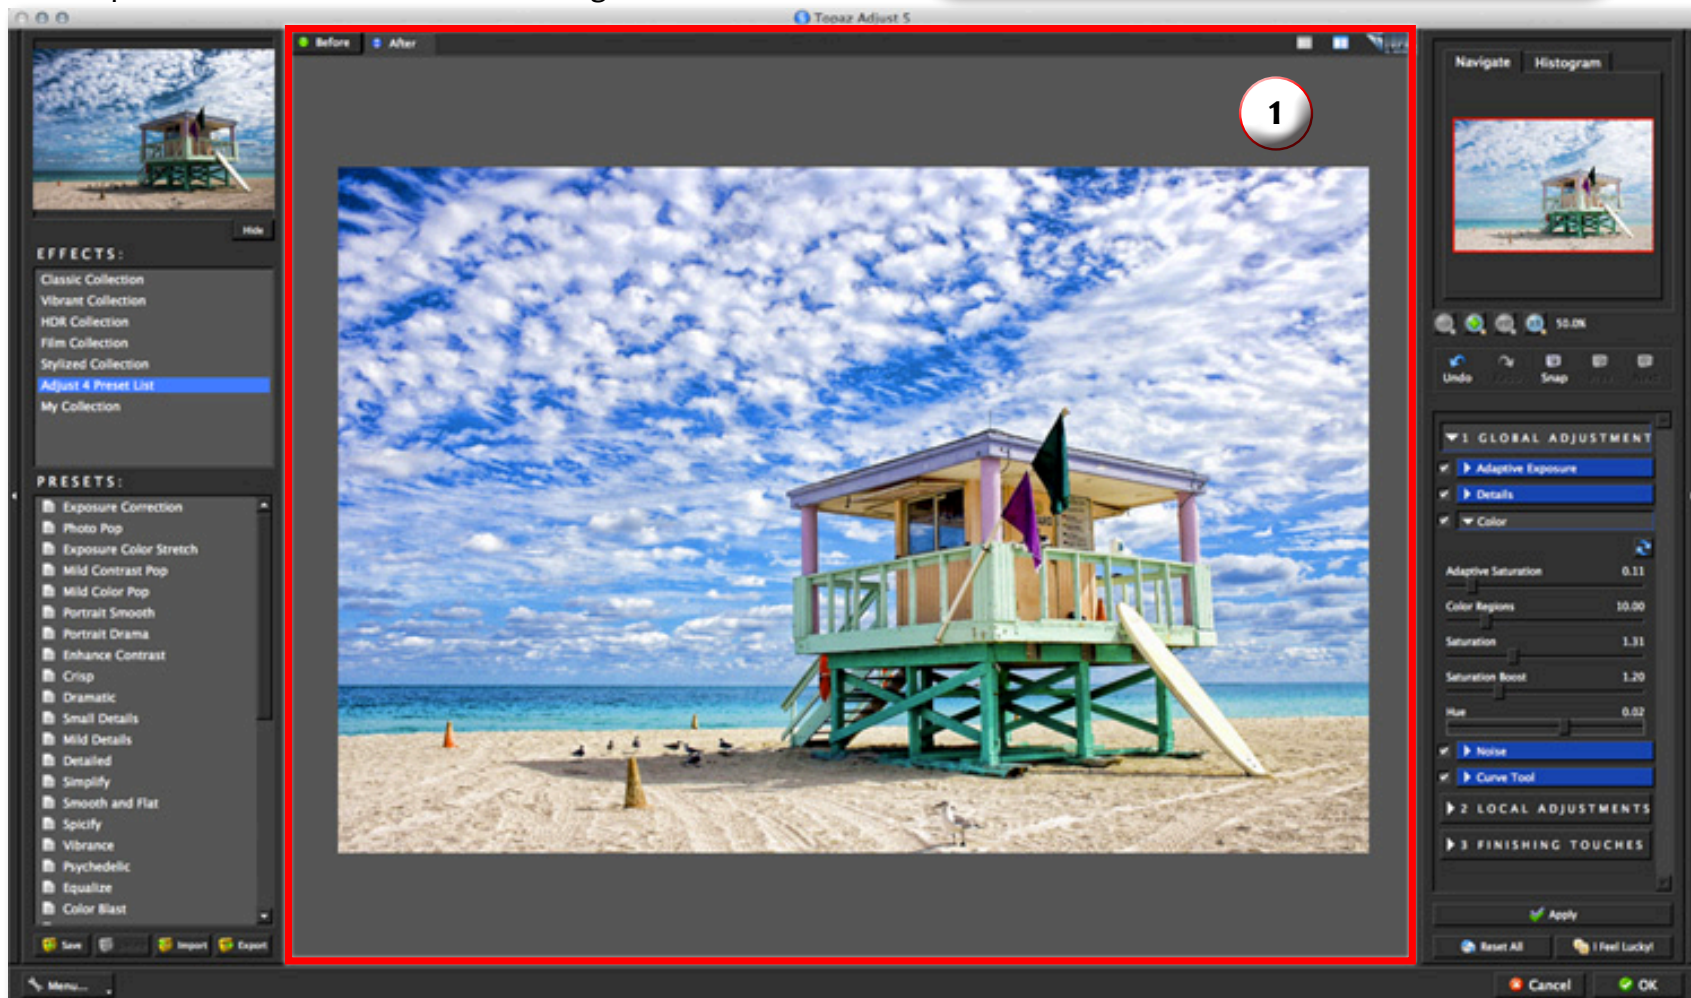 Topaz Adjust 5
Before
After
1
Hide
EFFECTS:
Classic Collection
Vibrant Collection
HDR Collection
Film Collection
Stylized Collection
Adjust 4 Preset List
My Collection
PRESETS:
Exposure Correction
Photo Pop
Exposure Color Stretch
Mild Contrast Pop
Mild Color Pop
Portrait Smooth
Portrait Drama
Enhance Contrast
Crisp
Dramatic
Small Details
Mild Details
Detailed
Simplify
Smooth and Flat
Spicify
Vibrance
Psychedelic
Equalize
Color Blast
Save Import Export
Menu...
Navigate Histogram
50.0%
Undo Snap
1 GLOBAL ADJUSTMENT
Adaptive Exposure
Details
Color
Adaptive Saturation 0.11
Color Regions 10.00
Saturation 1.31
Saturation Boost 1.20
Hue 0.02
Noise
Curve Tool
2 LOCAL ADJUSTMENTS
3 FINISHING TOUCHES
Apply
Reset All I Feel Lucky!
Cancel OK